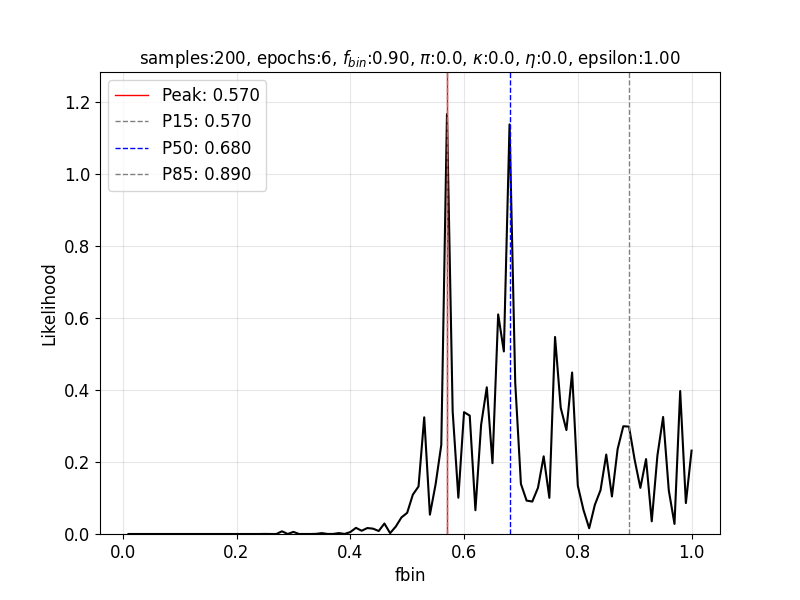 samples:200, epochs:6, f_bin:0.90, π:0.0, κ:0.0, η:0.0, epsilon:1.00
Peak: 0.570
P15: 0.570
P50: 0.680
P85: 0.890
1.2
1.0
0.8
0.6
0.4
0.2
0.0
Likelihood
0.0 0.2 0.4 0.6 0.8 1.0
fbin